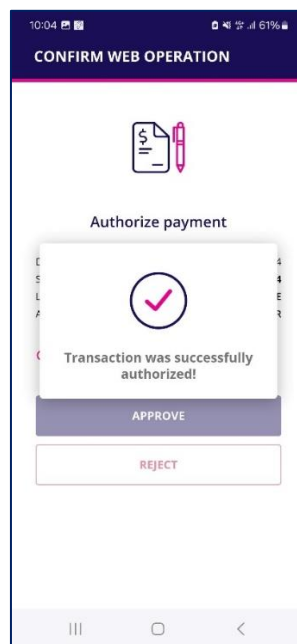 10:04
61%
CONFIRM WEB OPERATION
$
Authorize payment
Transaction was successfully
authorized!
APPROVE
REJECT